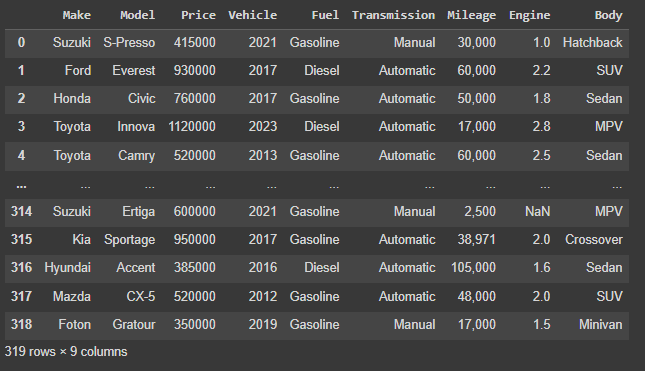 Make Model Price Vehicle Fuel Transmission Mileage Engine Body
0 Suzuki S-Presso 415000 2021 Gasoline Manual 30,000 1.0 Hatchback
1 Ford Everest 930000 2017 Diesel Automatic 60,000 2.2 SUV
2 Honda Civic 760000 2017 Gasoline Automatic 50,000 1.8 Sedan
3 Toyota Innova 1120000 2023 Diesel Automatic 17,000 2.8 MPV
4 Toyota Camry 520000 2013 Gasoline Automatic 60,000 2.5 Sedan
... ... ... ... ... ... ... ... ... ...
314 Suzuki Ertiga 600000 2021 Gasoline Manual 2,500 NaN MPV
315 Kia Sportage 950000 2017 Gasoline Automatic 38,971 2.0 Crossover
316 Hyundai Accent 385000 2016 Diesel Automatic 105,000 1.6 Sedan
317 Mazda CX-5 520000 2012 Gasoline Automatic 48,000 2.0 SUV
318 Foton Gratour 350000 2019 Gasoline Manual 17,000 1.5 Minivan
319 rows × 9 columns